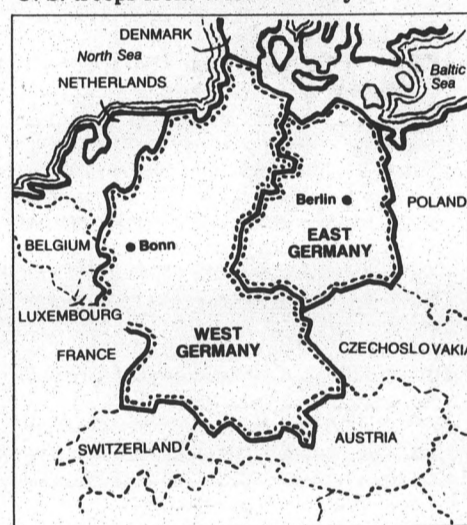 DENMARK
North Sea
NETHERLANDS
Baltic
Sea
Berlin
POLAND
EAST
GERMANY
BELGIUM
Bonn
LUXEMBOURG
WEST
GERMANY
FRANCE
CZECHOSLOVAKIA
SWITZERLAND
AUSTRIA